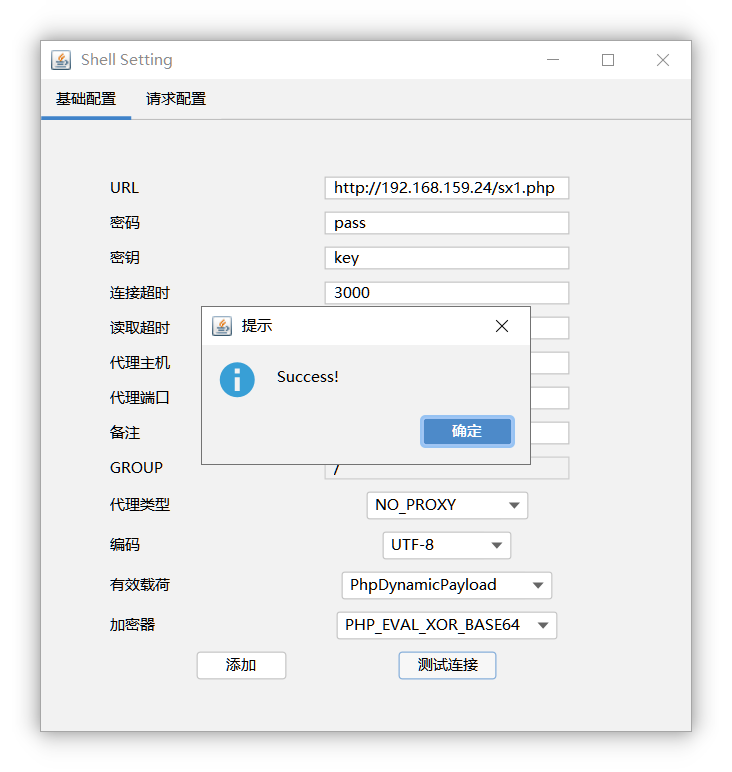 Shell Setting
基础配置 请求配置
URL http://192.168.159.24/sx1.php
密码 pass
密钥 key
连接超时 3000
提示
读取超时
代理主机
Success!
代理端口
确定
备注
GROUP /
代理类型 NO_PROXY
编码 UTF-8
有效载荷 PhpDynamicPayload
加密器 PHP_EVAL_XOR_BASE64
添加 测试连接